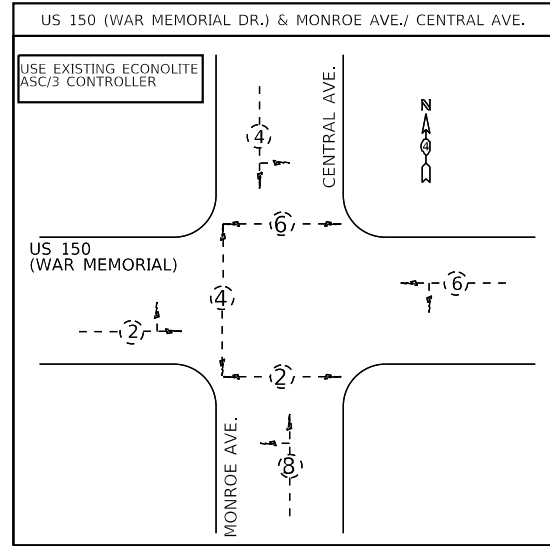 US 150 (WAR MEMORIAL DR.) & MONROE AVE./ CENTRAL AVE.
USE EXISTING ECONOLITE
ASC/3 CONTROLLER
CENTRAL AVE.
N
4
4
6
US 150
(WAR MEMORIAL)
4
6
2
2
MONROE AVE.
8